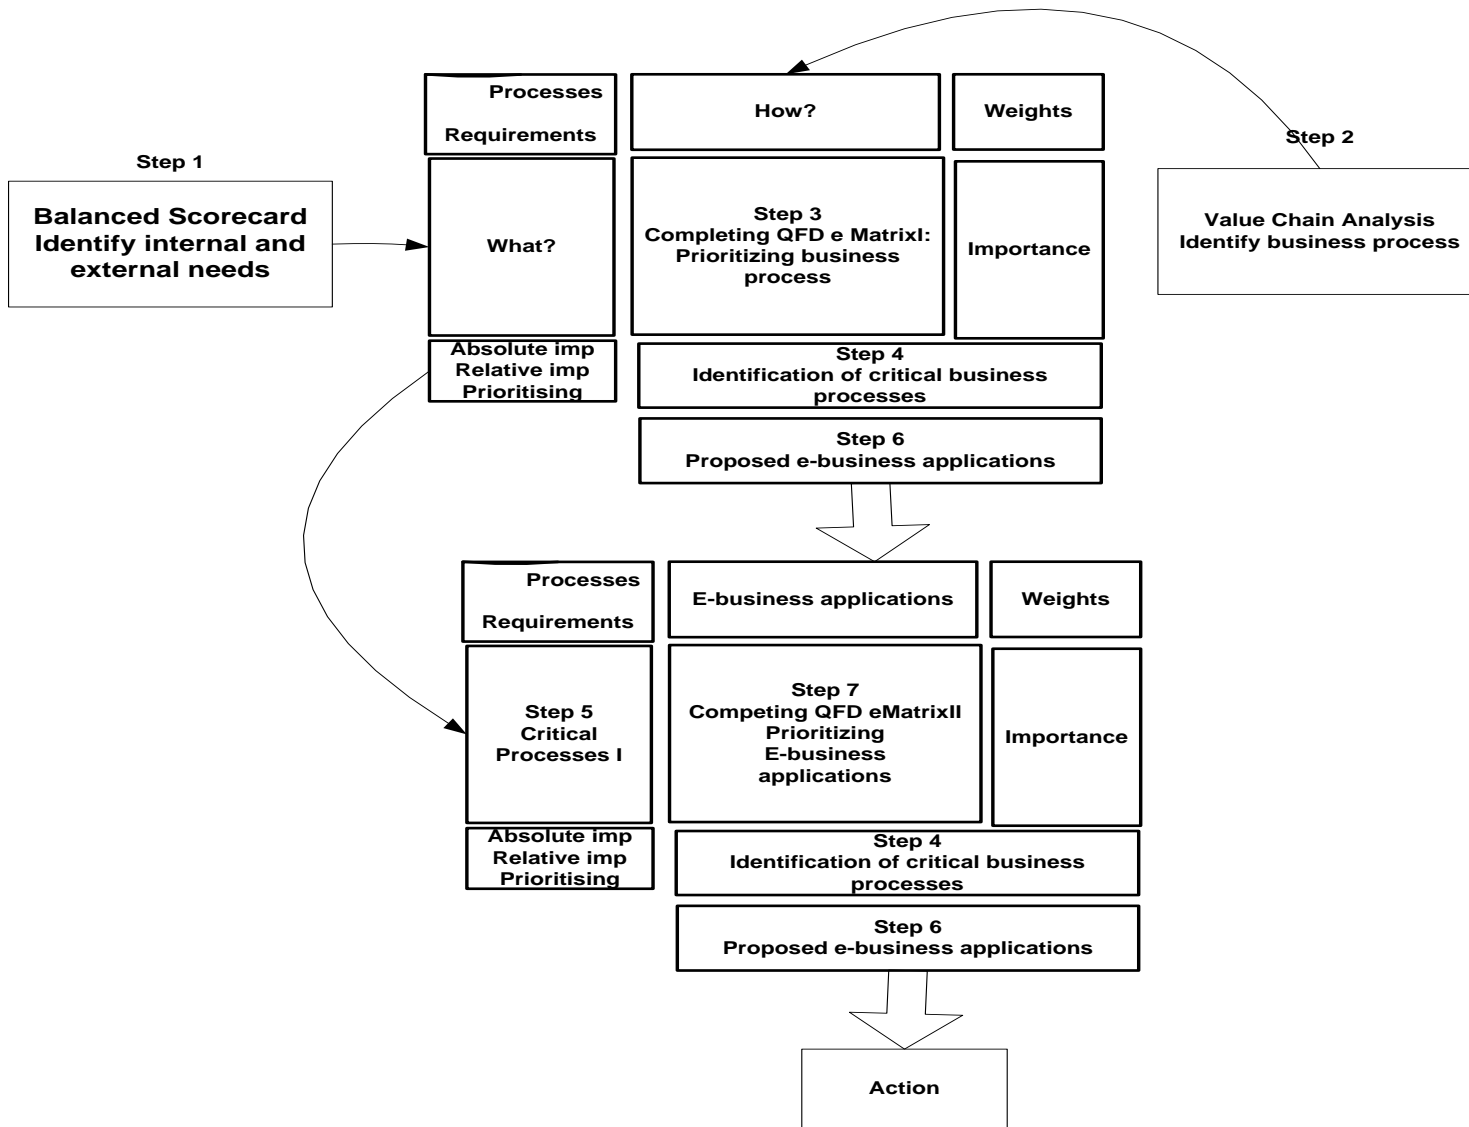 Processes
Requirements
How?
Weights
Step 1
Step 2
Balanced Scorecard
Identify internal and
external needs
What?
Step 3
Completing QFD e MatrixI:
Prioritizing business
process
Importance
Value Chain Analysis
Identify business process
Absolute imp
Relative imp
Prioritising
Step 4
Identification of critical business
processes
Step 6
Proposed e-business applications
Processes
Requirements
E-business applications
Weights
Step 5
Critical
Processes I
Step 7
Competing QFD eMatrixII
Prioritizing
E-business
applications
Importance
Absolute imp
Relative imp
Prioritising
Step 4
Identification of critical business
processes
Step 6
Proposed e-business applications
Action